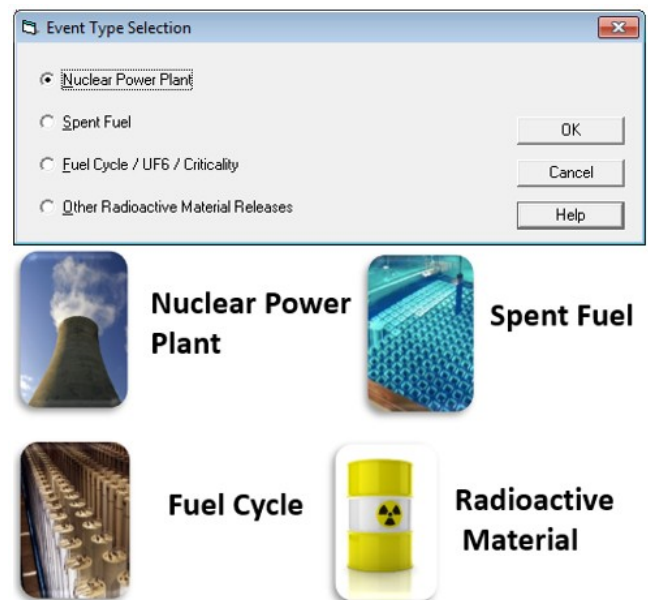 Event Type Selection
Nuclear Power Plant
Spent Fuel
OK
Fuel Cycle / UF6 / Criticality
Cancel
Other Radioactive Material Releases
Help
Nuclear Power
Plant
Spent Fuel
Fuel Cycle
Radioactive
Material